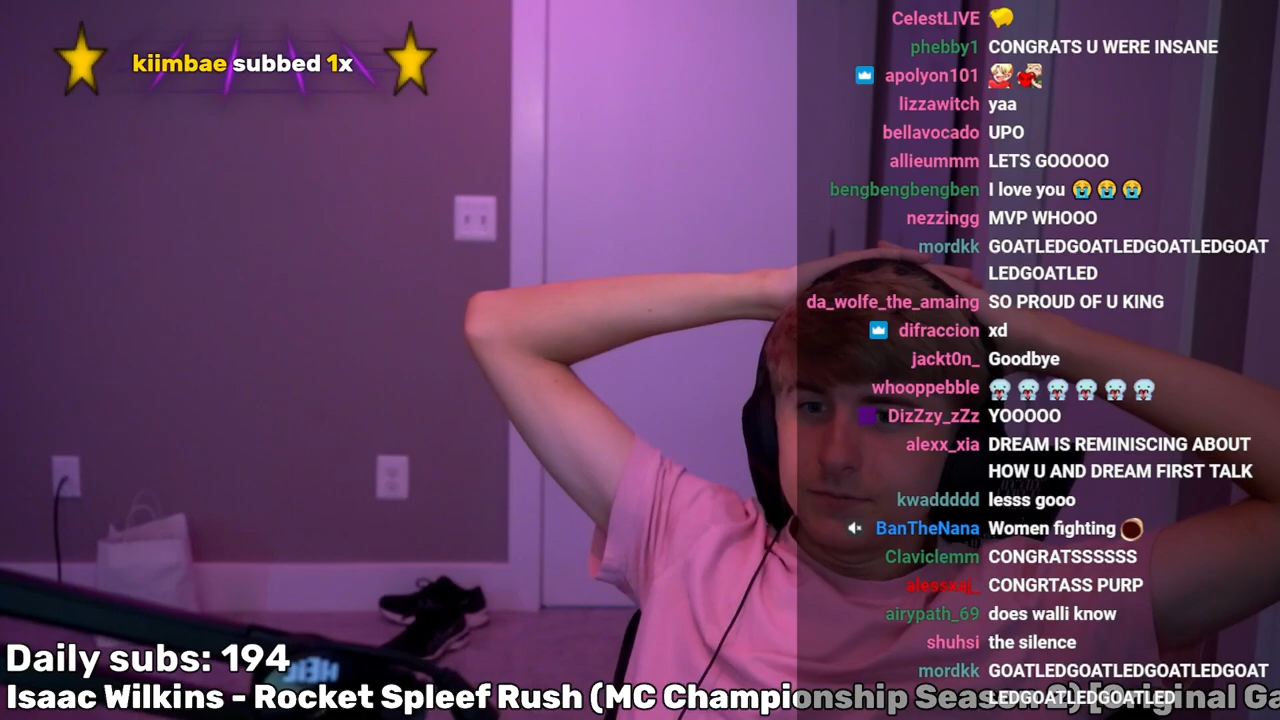 kiimbae subbed 1x
CelestLIVE
phebby1 CONGRATS U WERE INSANE
apolyon101
lizzawitch yaa
bellavocado UPO
allieummm LETS GOOOOO
bengbengbengben I love you
nezzingg MVP WHOOO
mordkk GOATLEDGOATLEDGOATLEDGOAT
LEDGOATLED
da_wolfe_the_amaing SO PROUD OF U KING
difraccion xd
jackt0n_ Goodbye
whooppebble
DizZzy_zZz YOOOOO
alexx_xia DREAM IS REMINISCING ABOUT
HOW U AND DREAM FIRST TALK
kwaddddd lesss gooo
BanTheNana Women fighting
Claviclemm CONGRATSSSSSS
alessxaj_ CONGRTASS PURP
airypath_69 does walli know
shuhsi the silence
mordkk GOATLEDGOATLEDGOATLEDGOAT
LEDGOATLEDGOATLED
Daily subs: 194
Isaac Wilkins - Rocket Spleef Rush (MC Championship Season 2) [Original Ga